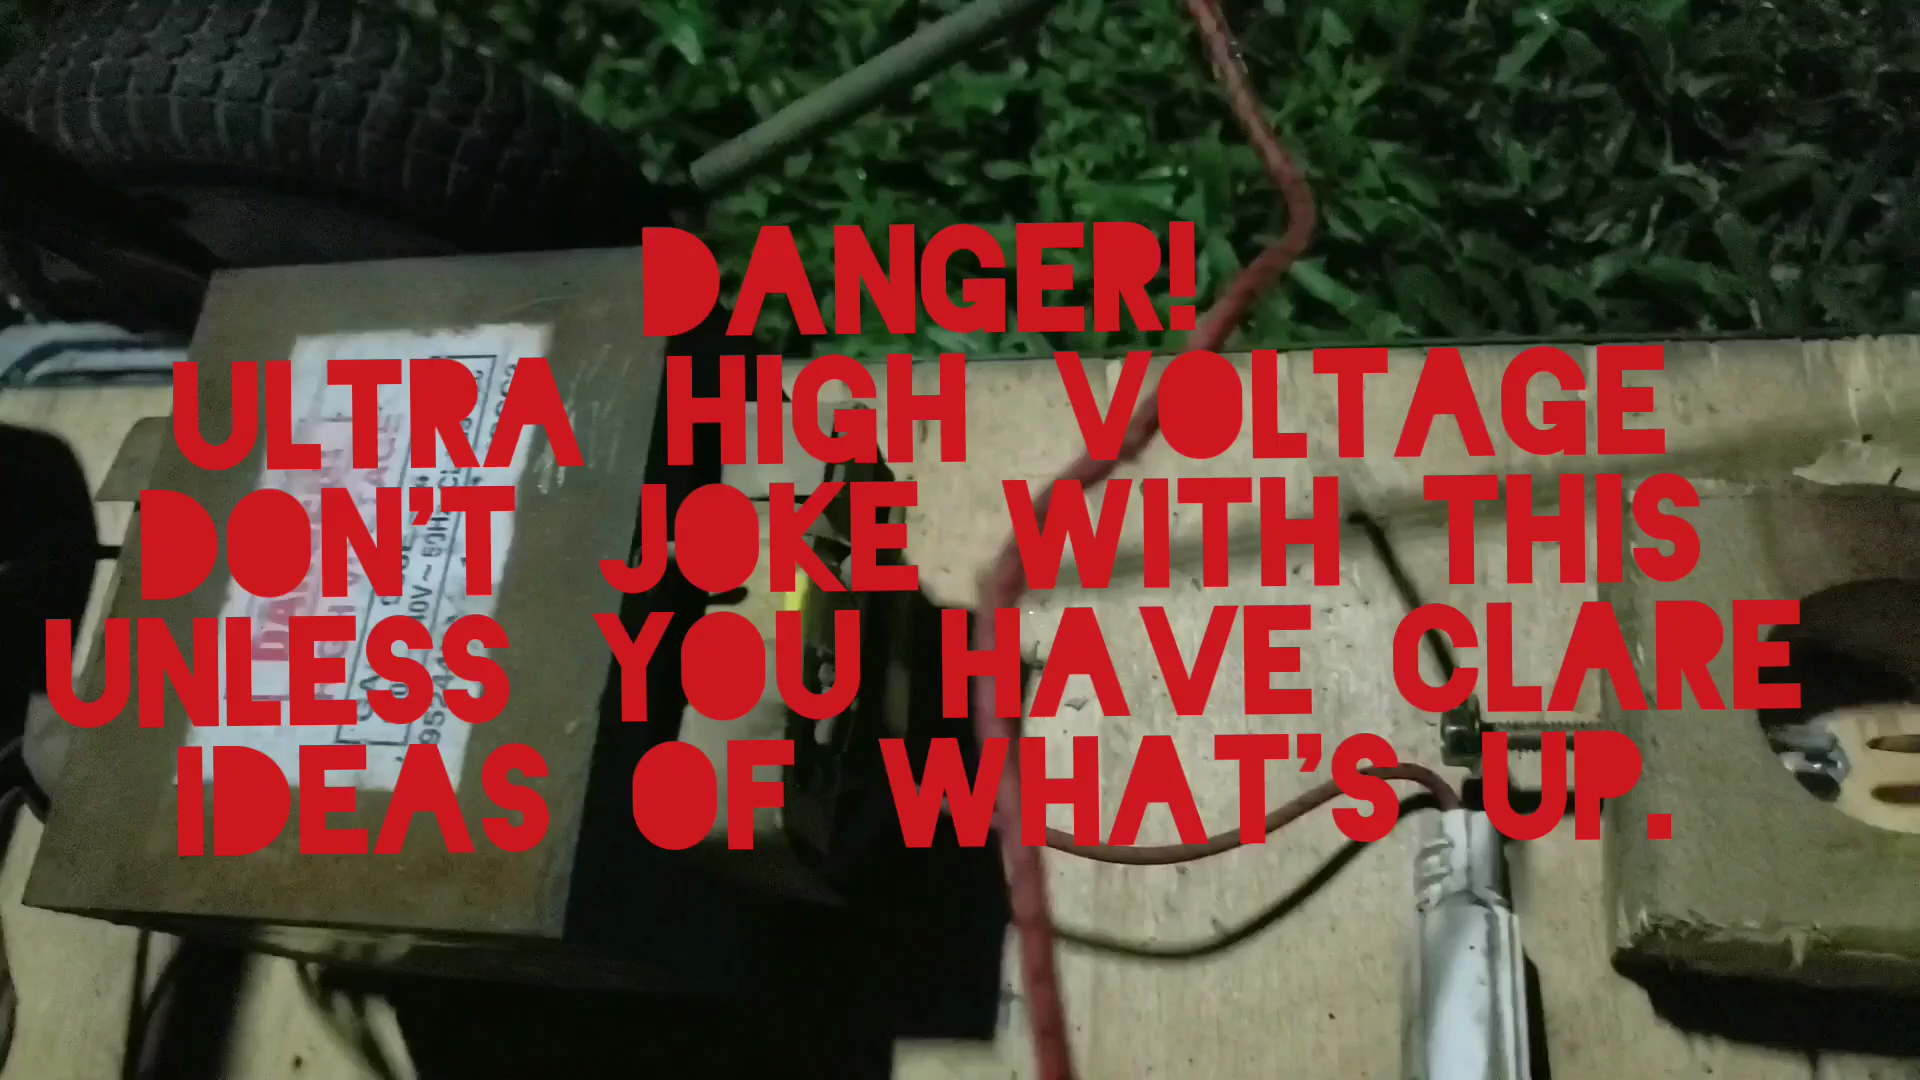 DANGER!
ULTRA HIGH VOLTAGE
DON'T JOKE WITH THIS
UNLESS YOU HAVE CLARE
IDEAS OF WHAT'S UP.